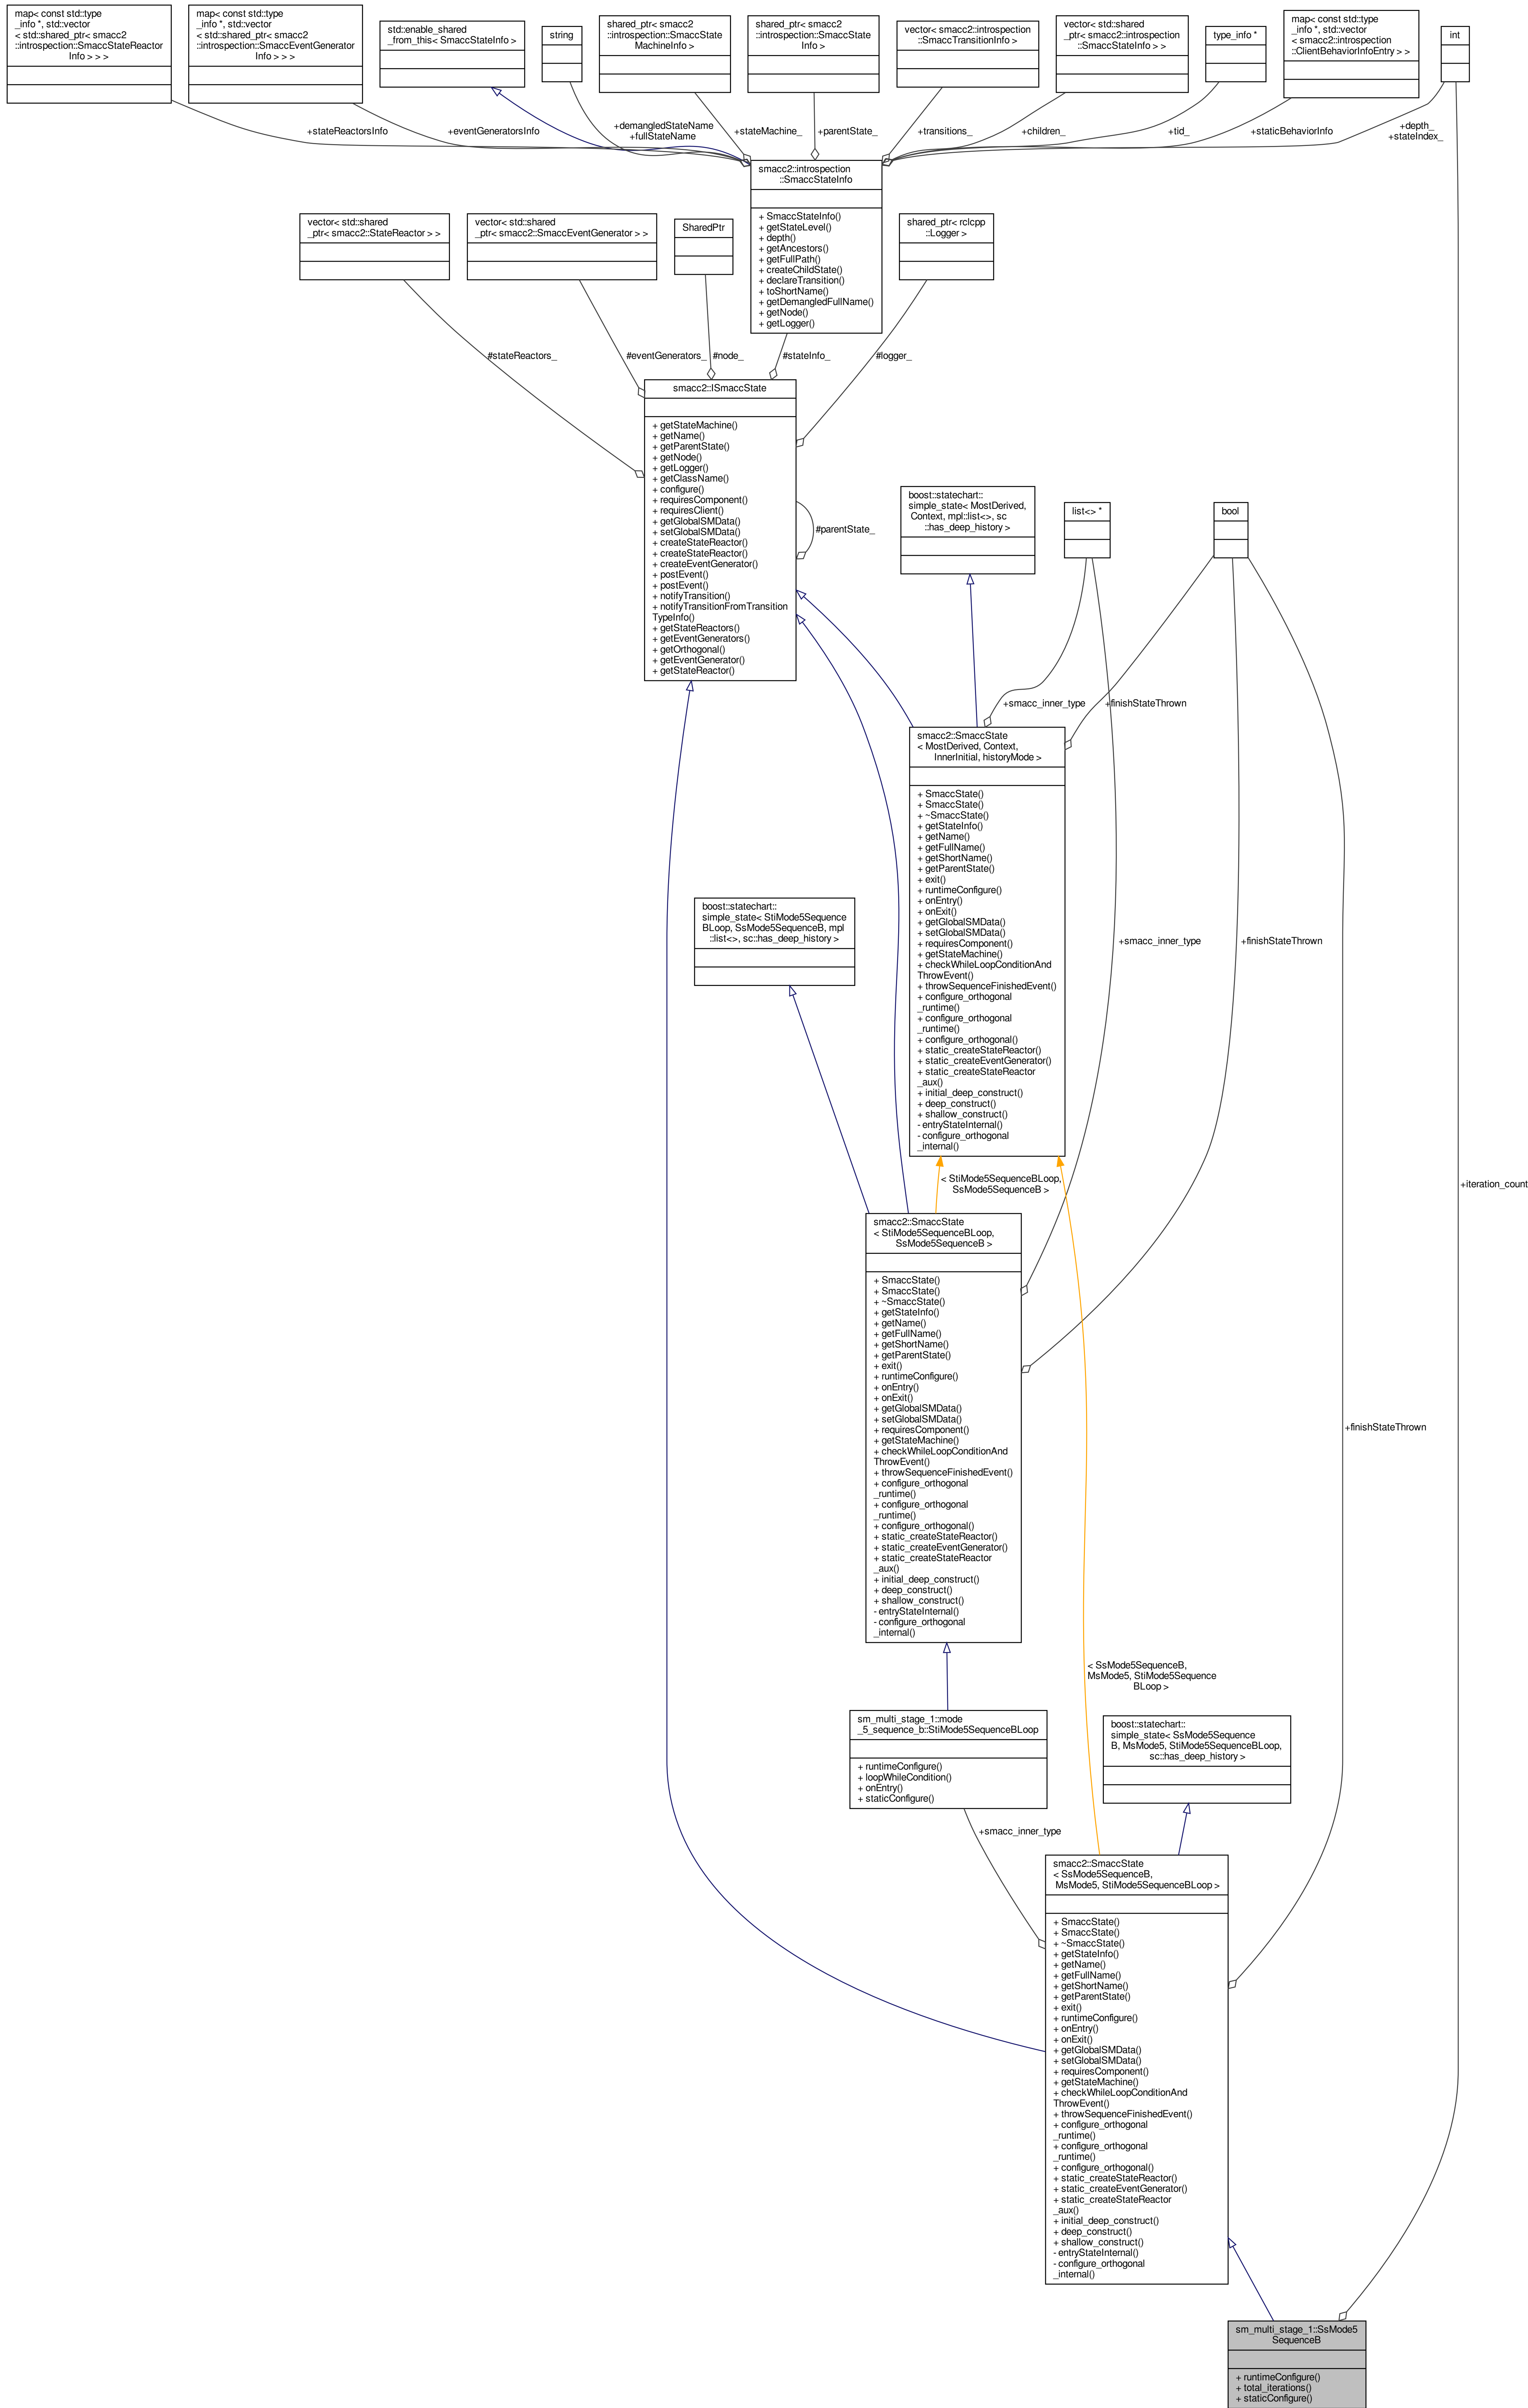 map< const std::type
_info *, std::vector
< std::shared_ptr< smacc2
::introspection::SmaccStateReactor
Info > > >
map< const std::type
_info *, std::vector
< std::shared_ptr< smacc2
::introspection::SmaccEventGenerator
Info > > >
std::enable_shared
_from_this< SmaccStateInfo >
string
shared_ptr< smacc2
::introspection::SmaccState
MachineInfo >
shared_ptr< smacc2
::introspection::SmaccState
Info >
vector< smacc2::introspection
::SmaccTransitionInfo >
vector< std::shared
_ptr< smacc2::introspection
::SmaccStateInfo > >
type_info *
map< const std::type
_info *, std::vector
< smacc2::introspection
::ClientBehaviorInfoEntry > >
int
+stateReactorsInfo
+eventGeneratorsInfo
+demangledStateName
+fullStateName
+stateMachine_
+parentState_
+transitions_
+children_
+tid_
+staticBehaviorInfo
+depth_
+stateIndex_
smacc2::introspection
::SmaccStateInfo
+ SmaccStateInfo()
+ getStateLevel()
+ depth()
+ getAncestors()
+ getFullPath()
+ createChildState()
+ declareTransition()
+ toShortName()
+ getDemangledFullName()
+ getNode()
+ getLogger()
vector< std::shared
_ptr< smacc2::StateReactor > >
vector< std::shared
_ptr< smacc2::SmaccEventGenerator > >
SharedPtr
shared_ptr< rclcpp
::Logger >
#stateReactors_
#eventGenerators_
#node_
#stateInfo_
#logger_
smacc2::ISmaccState
+ getStateMachine()
+ getName()
+ getParentState()
+ getNode()
+ getLogger()
+ getClassName()
+ configure()
+ requiresComponent()
+ requiresClient()
+ getGlobalSMData()
+ setGlobalSMData()
+ createStateReactor()
+ createStateReactor()
+ createEventGenerator()
+ postEvent()
+ postEvent()
+ notifyTransition()
+ notifyTransitionFromTransition
TypeInfo()
+ getStateReactors()
+ getEventGenerators()
+ getOrthogonal()
+ getEventGenerator()
+ getStateReactor()
#parentState_
boost::statechart::
simple_state< MostDerived,
Context, mpl::list<>, sc
::has_deep_history >
list<> *
bool
+smacc_inner_type
+finishStateThrown
smacc2::SmaccState
< MostDerived, Context,
InnerInitial, historyMode >
+ SmaccState()
+ SmaccState()
+ ~SmaccState()
+ getStateInfo()
+ getName()
+ getFullName()
+ getShortName()
+ getParentState()
+ exit()
+ runtimeConfigure()
+ onEntry()
+ onExit()
+ getGlobalSMData()
+ setGlobalSMData()
+ requiresComponent()
+ getStateMachine()
+ checkWhileLoopConditionAnd
ThrowEvent()
+ throwSequenceFinishedEvent()
+ configure_orthogonal
_runtime()
+ configure_orthogonal
_runtime()
+ configure_orthogonal()
+ static_createStateReactor()
+ static_createEventGenerator()
+ static_createStateReactor
_aux()
+ initial_deep_construct()
+ deep_construct()
+ shallow_construct()
- entryStateInternal()
- configure_orthogonal
_internal()
boost::statechart::
simple_state< StiMode5Sequence
BLoop, SsMode5SequenceB, mpl
::list<>, sc::has_deep_history >
+smacc_inner_type
+finishStateThrown
< StiMode5SequenceBLoop,
SsMode5SequenceB >
+iteration_count
smacc2::SmaccState
< StiMode5SequenceBLoop,
SsMode5SequenceB >
+ SmaccState()
+ SmaccState()
+ ~SmaccState()
+ getStateInfo()
+ getName()
+ getFullName()
+ getShortName()
+ getParentState()
+ exit()
+ runtimeConfigure()
+ onEntry()
+ onExit()
+ getGlobalSMData()
+ setGlobalSMData()
+ requiresComponent()
+ getStateMachine()
+ checkWhileLoopConditionAnd
ThrowEvent()
+ throwSequenceFinishedEvent()
+ configure_orthogonal
_runtime()
+ configure_orthogonal
_runtime()
+ configure_orthogonal()
+ static_createStateReactor()
+ static_createEventGenerator()
+ static_createStateReactor
_aux()
+ initial_deep_construct()
+ deep_construct()
+ shallow_construct()
- entryStateInternal()
- configure_orthogonal
_internal()
+finishStateThrown
< SsMode5SequenceB,
MsMode5, StiMode5Sequence
BLoop >
sm_multi_stage_1::mode
_5_sequence_b::StiMode5SequenceBLoop
+ runtimeConfigure()
+ loopWhileCondition()
+ onEntry()
+ staticConfigure()
boost::statechart::
simple_state< SsMode5Sequence
B, MsMode5, StiMode5SequenceBLoop,
sc::has_deep_history >
+smacc_inner_type
smacc2::SmaccState
< SsMode5SequenceB,
MsMode5, StiMode5SequenceBLoop >
+ SmaccState()
+ SmaccState()
+ ~SmaccState()
+ getStateInfo()
+ getName()
+ getFullName()
+ getShortName()
+ getParentState()
+ exit()
+ runtimeConfigure()
+ onEntry()
+ onExit()
+ getGlobalSMData()
+ setGlobalSMData()
+ requiresComponent()
+ getStateMachine()
+ checkWhileLoopConditionAnd
ThrowEvent()
+ throwSequenceFinishedEvent()
+ configure_orthogonal
_runtime()
+ configure_orthogonal
_runtime()
+ configure_orthogonal()
+ static_createStateReactor()
+ static_createEventGenerator()
+ static_createStateReactor
_aux()
+ initial_deep_construct()
+ deep_construct()
+ shallow_construct()
- entryStateInternal()
- configure_orthogonal
_internal()
sm_multi_stage_1::SsMode5
SequenceB
+ runtimeConfigure()
+ total_iterations()
+ staticConfigure()